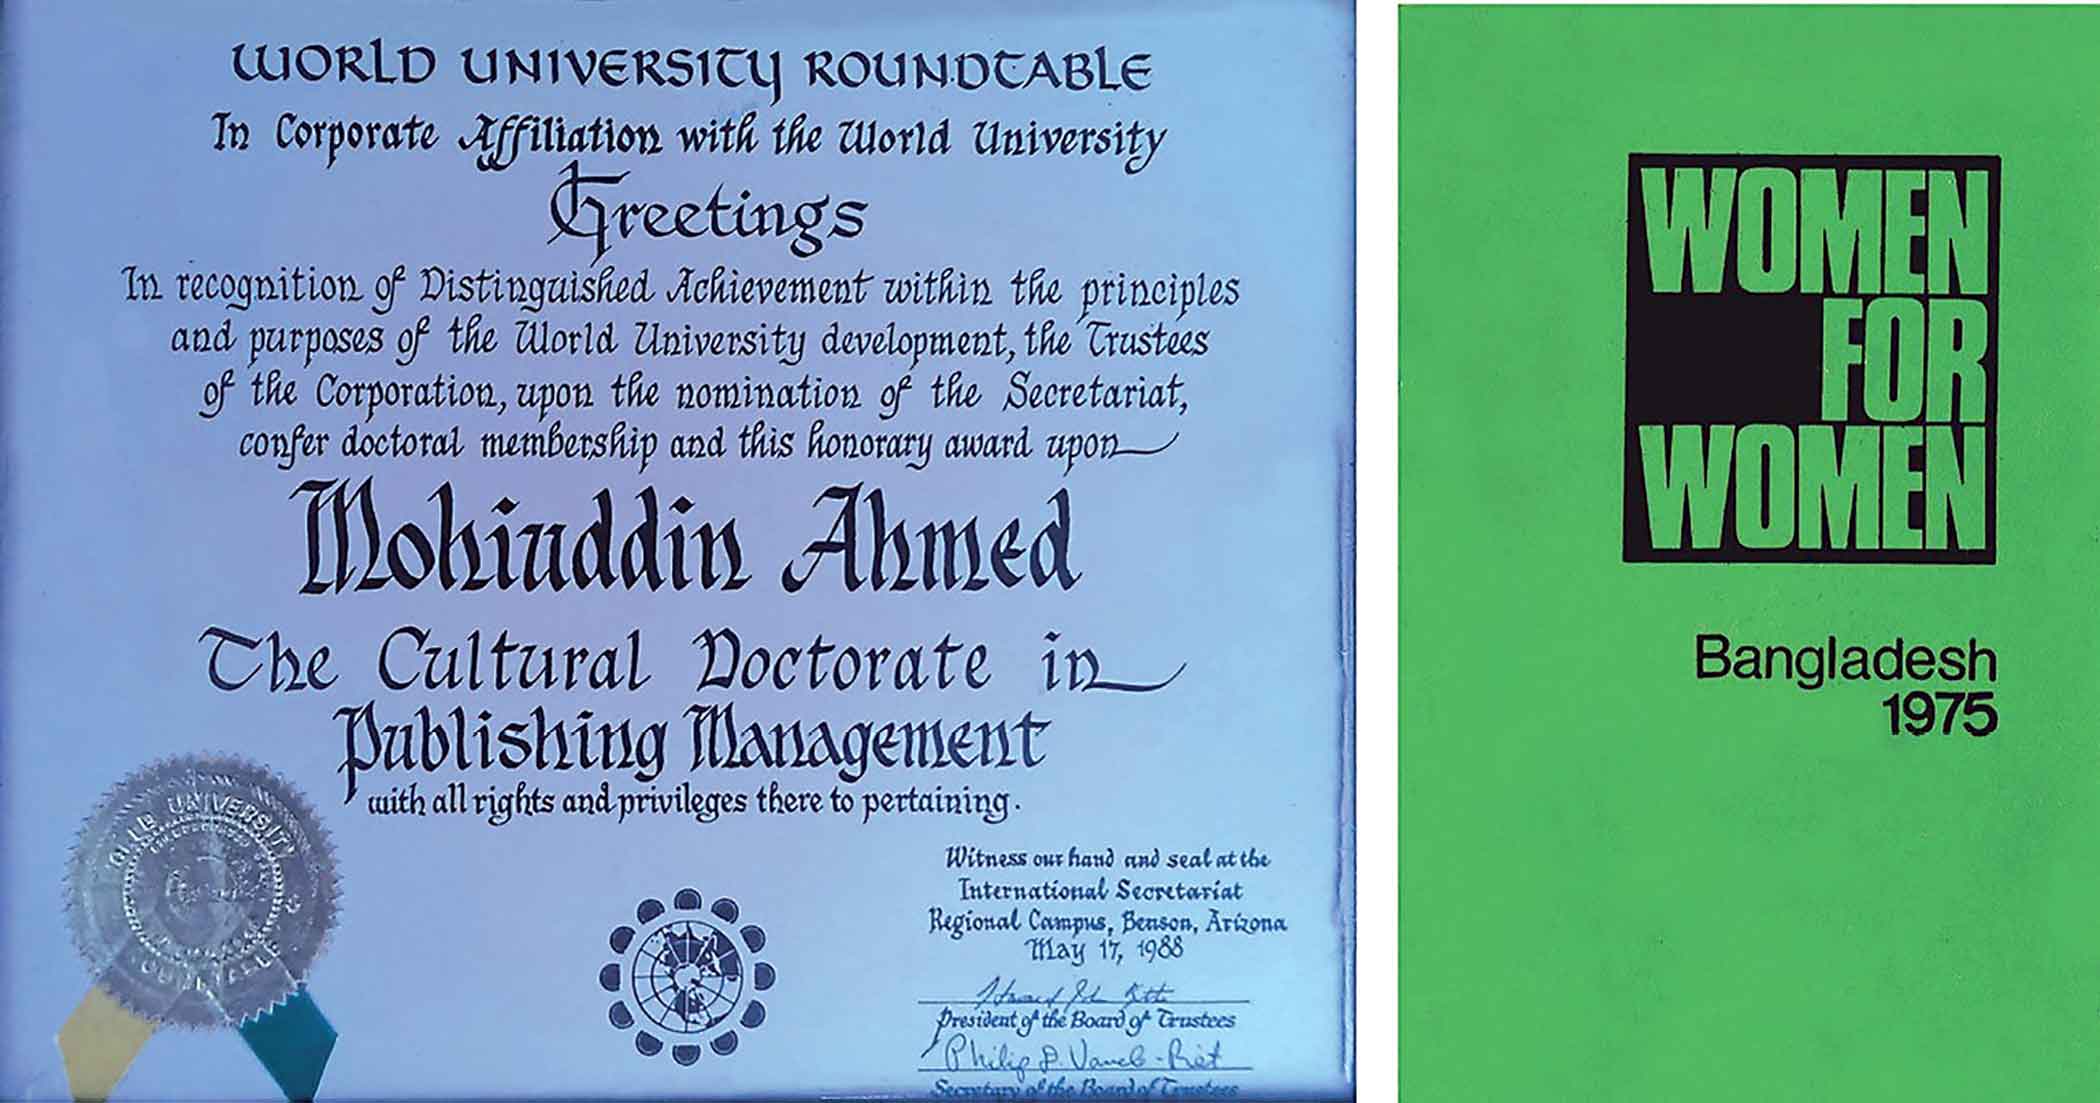 WORLD UNIVERSITY ROUNDTABLE
In Corporate Affiliation with the World University
Greetings
In recognition of Distinguished Achievement within the principles
and purposes of the World University development, the Trustees
of the Corporation, upon the nomination of the Secretariat,
confer doctoral membership and this honorary award upon
Mohiuddin Ahmed
The Cultural Doctorate in
Publishing Management
with all rights and privileges there to pertaining.
UNIVERSITY
Witness our hand and seal at the
International Secretariat
Regional Campus, Benson, Arizona
May 17, 1988
President of the Board of Trustees
Philip
Secretary of the Board of Trustees
WOMEN
FOR
WOMEN
Bangladesh
1975